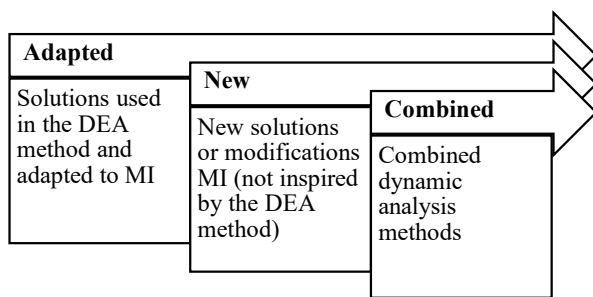 Adapted
Solutions used
in the DEA
method and
adapted to MI
New
New solutions
or modifications
MI (not inspired
by the DEA
method)
Combined
Combined
dynamic
analysis
methods